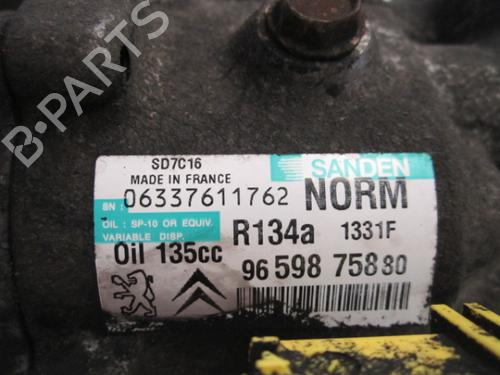 B-PARTS
SD7C16
MADE IN FRANCE
SANDEN
SN : 06337611762 NORM
OIL : SP-10 OR EQUIV.
VARIABLE DISP.
R134a 1331F
Oil 135cc
96 598 758 80